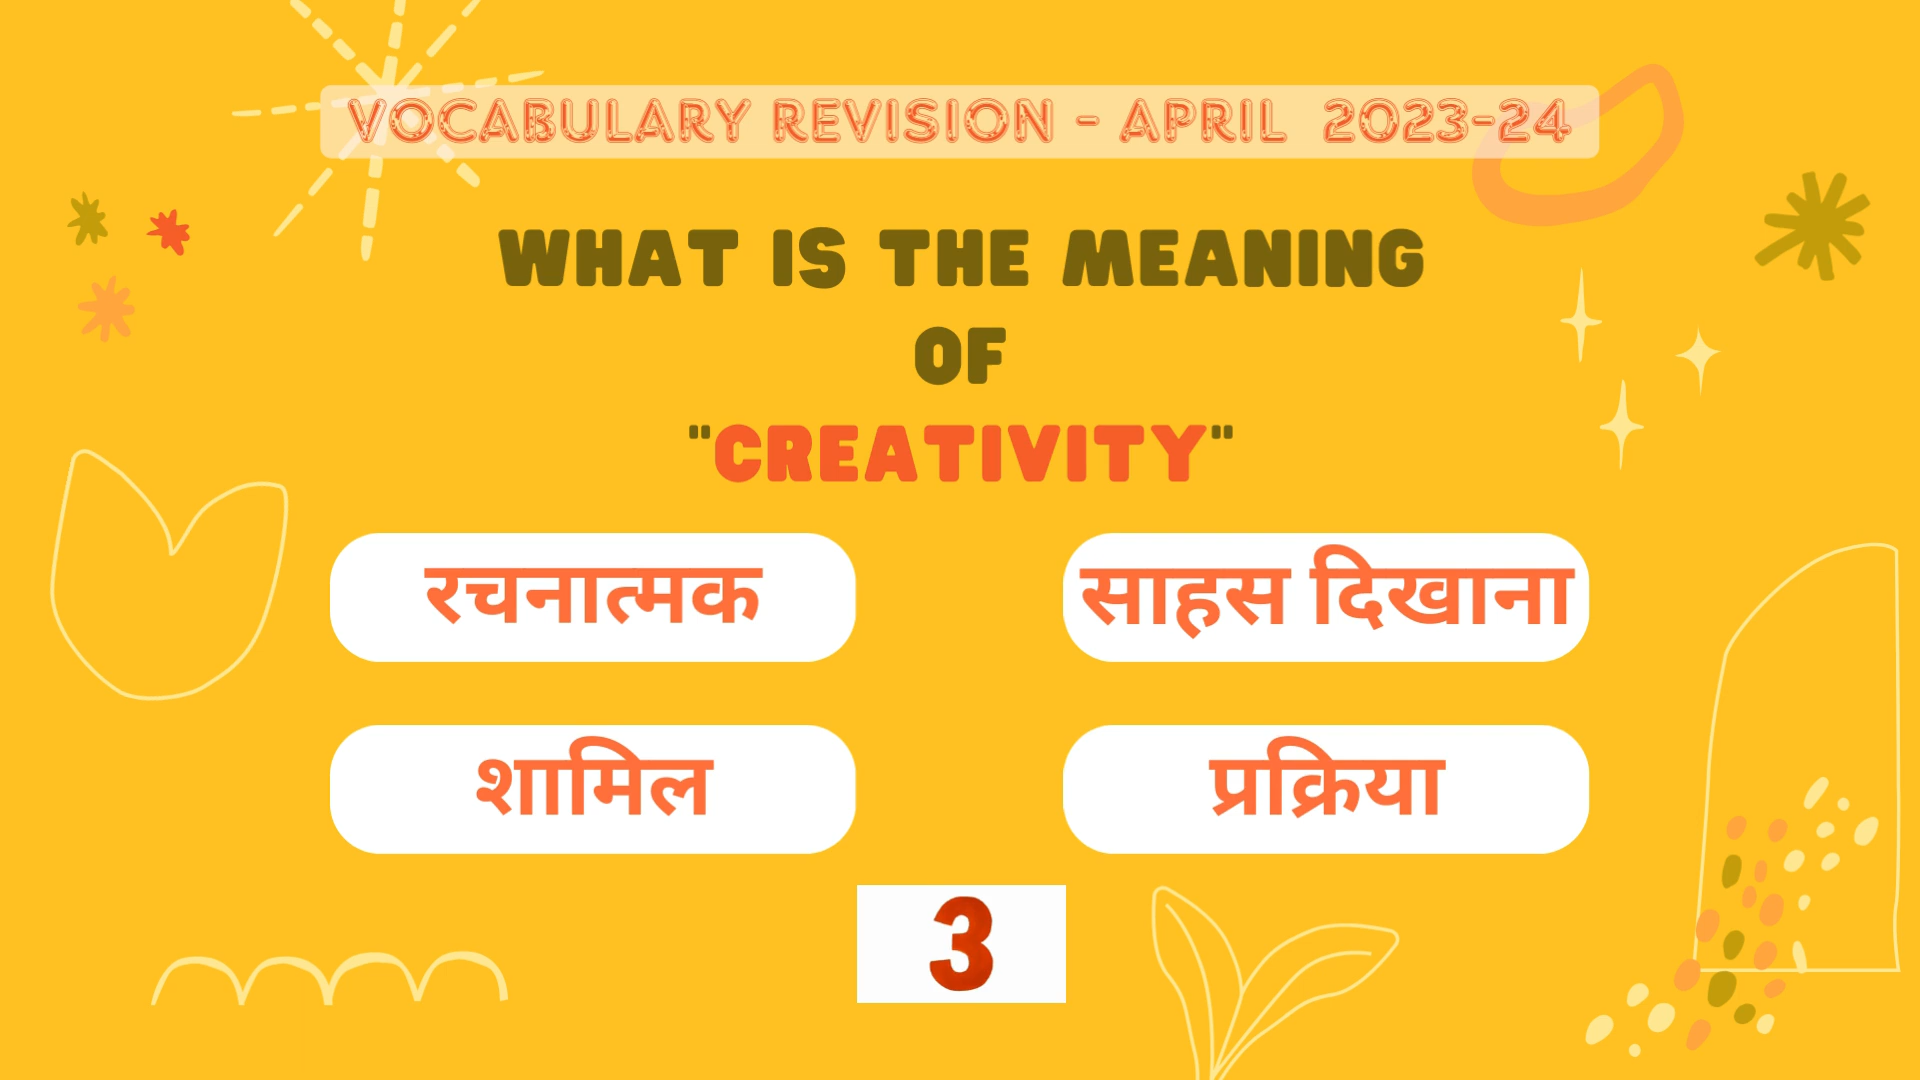 VOCABULARY REVISION - APRIL 2023-24
WHAT IS THE MEANING
OF
"CREATIVITY"
रचनात्मक
साहस दिखाना
शामिल
प्रक्रिया
3